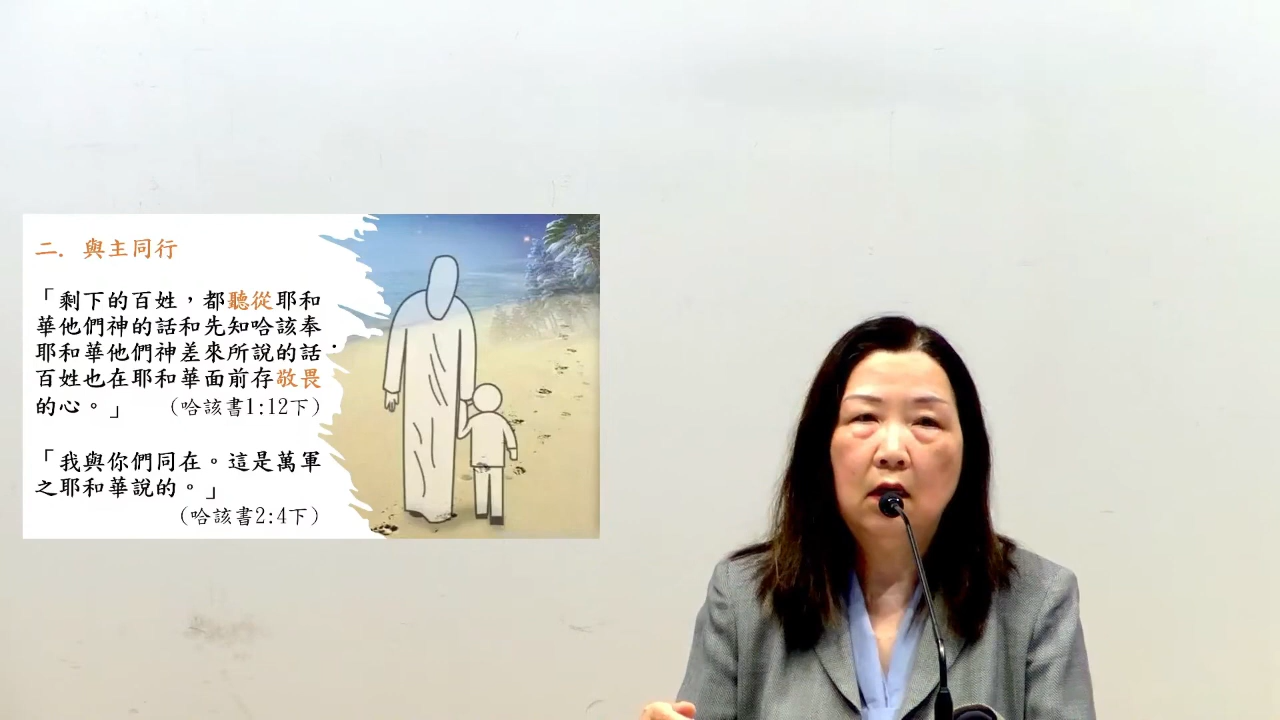 二. 與主同行
「剩下的百姓，都聽從耶和
華他們神的話和先知哈該奉
耶和華他們神差來所說的話．
百姓也在耶和華面前存敬畏
的心。」 (哈該書1:12下)
「我與你們同在。這是萬軍
之耶和華說的。」
(哈該書2:4下)